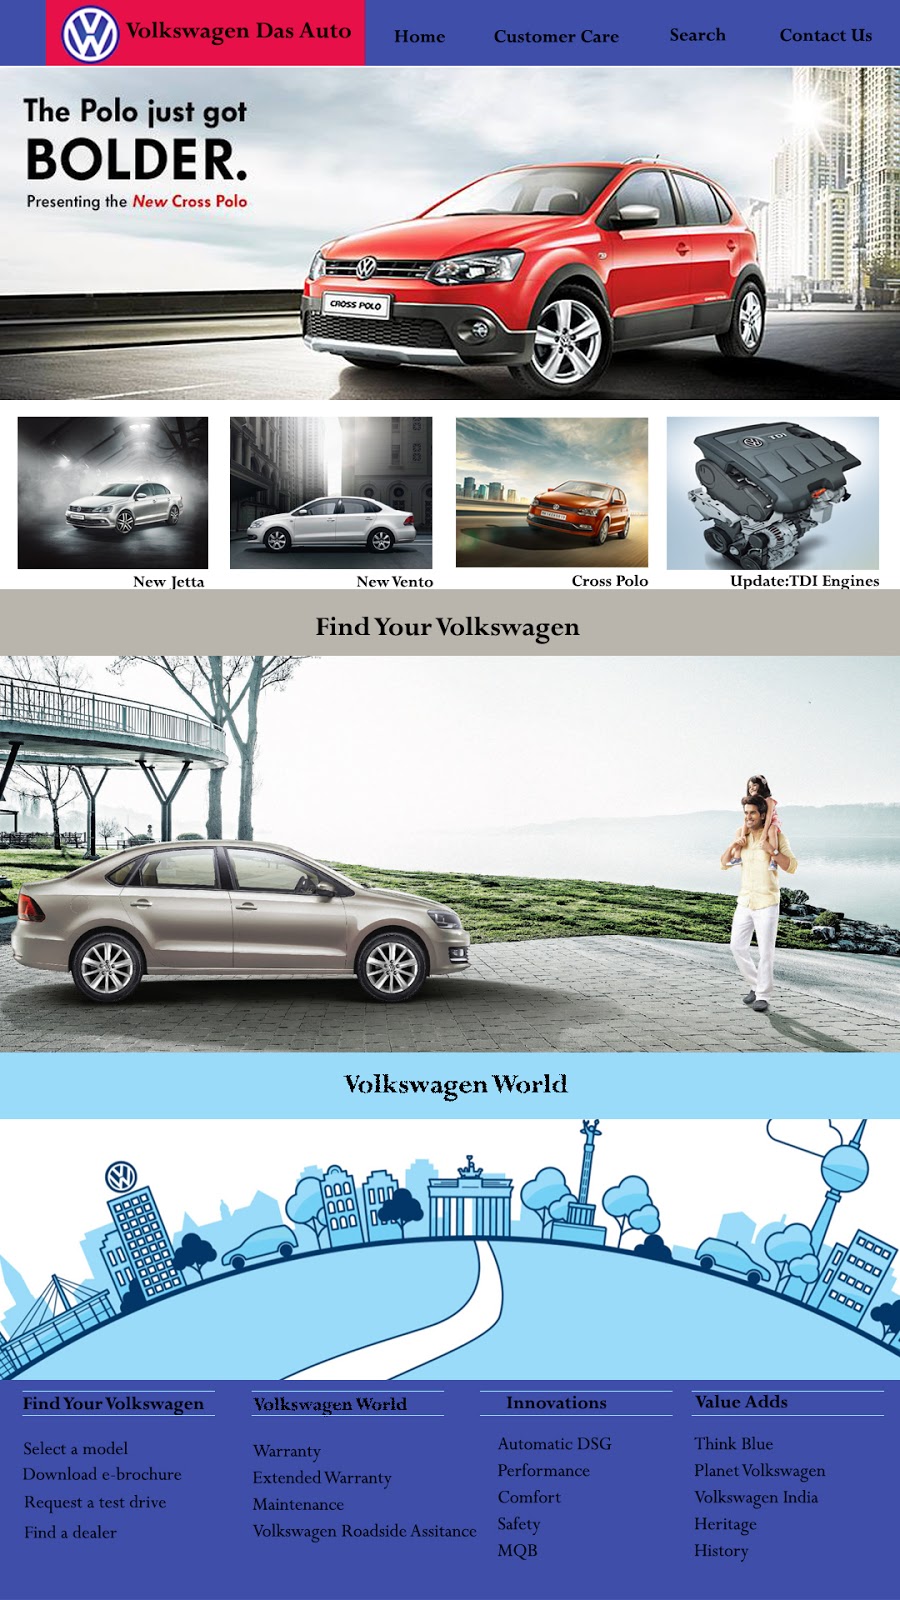 Volkswagen Das Auto
Home
Customer Care
Search
Contact Us
The Polo just got
BOLDER.
Presenting the New Cross Polo
CROSS POLO
TDI
New Jetta
New Vento
Cross Polo
Update:TDI Engines
Find Your Volkswagen
Volkswagen World
Find Your Volkswagen
Select a model
Download e-brochure
Request a test drive
Find a dealer
Volkswagen World
Warranty
Extended Warranty
Maintenance
Volkswagen Roadside Assitance
Innovations
Automatic DSG
Performance
Comfort
Safety
MQB
Value Adds
Think Blue
Planet Volkswagen
Volkswagen India
Heritage
History